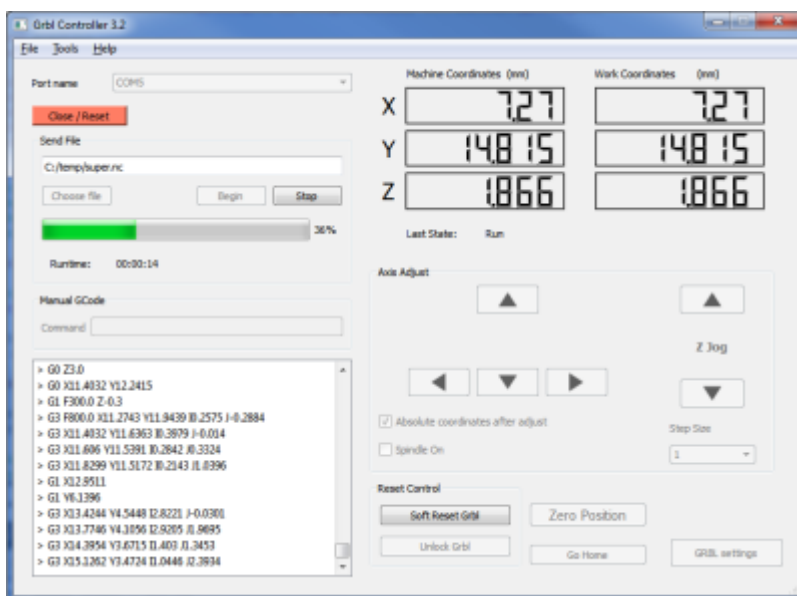 Grbl Controller 3.2
File Tools Help
Port name COM5
Close / Reset
Send File
C:/temp/super.nc
Choose file Begin Stop
36%
Runtime: 00:00:14
Manual GCode
Command
> G0 Z3.0
> G0 X11.4032 Y12.2415
> G1 F300.0 Z-0.3
> G3 F800.0 X11.2743 Y11.9439 I0.2575 J-0.2884
> G3 X11.4032 Y11.6363 I0.3979 J-0.014
> G3 X11.606 Y11.5391 I0.2842 J0.3324
> G3 X11.8299 Y11.5172 I0.2143 J1.0396
> G1 X12.9511
> G1 Y6.1396
> G3 X13.4244 Y4.5448 I2.8221 J-0.0301
> G3 X13.7746 Y4.1056 I2.9205 J1.9695
> G3 X14.3954 Y3.6715 I1.403 J1.3453
> G3 X15.1262 Y3.4724 I1.0446 J2.3934
Machine Coordinates (mm) Work Coordinates (mm)
X 7.27 7.27
Y 14.815 14.815
Z 1.866 1.866
Last State: Run
Axis Adjust
Z Jog
Absolute coordinates after adjust
Step Size
Spindle On
1
Reset Control
Soft Reset Grbl Zero Position
Unlock Grbl Go Home GRBL settings